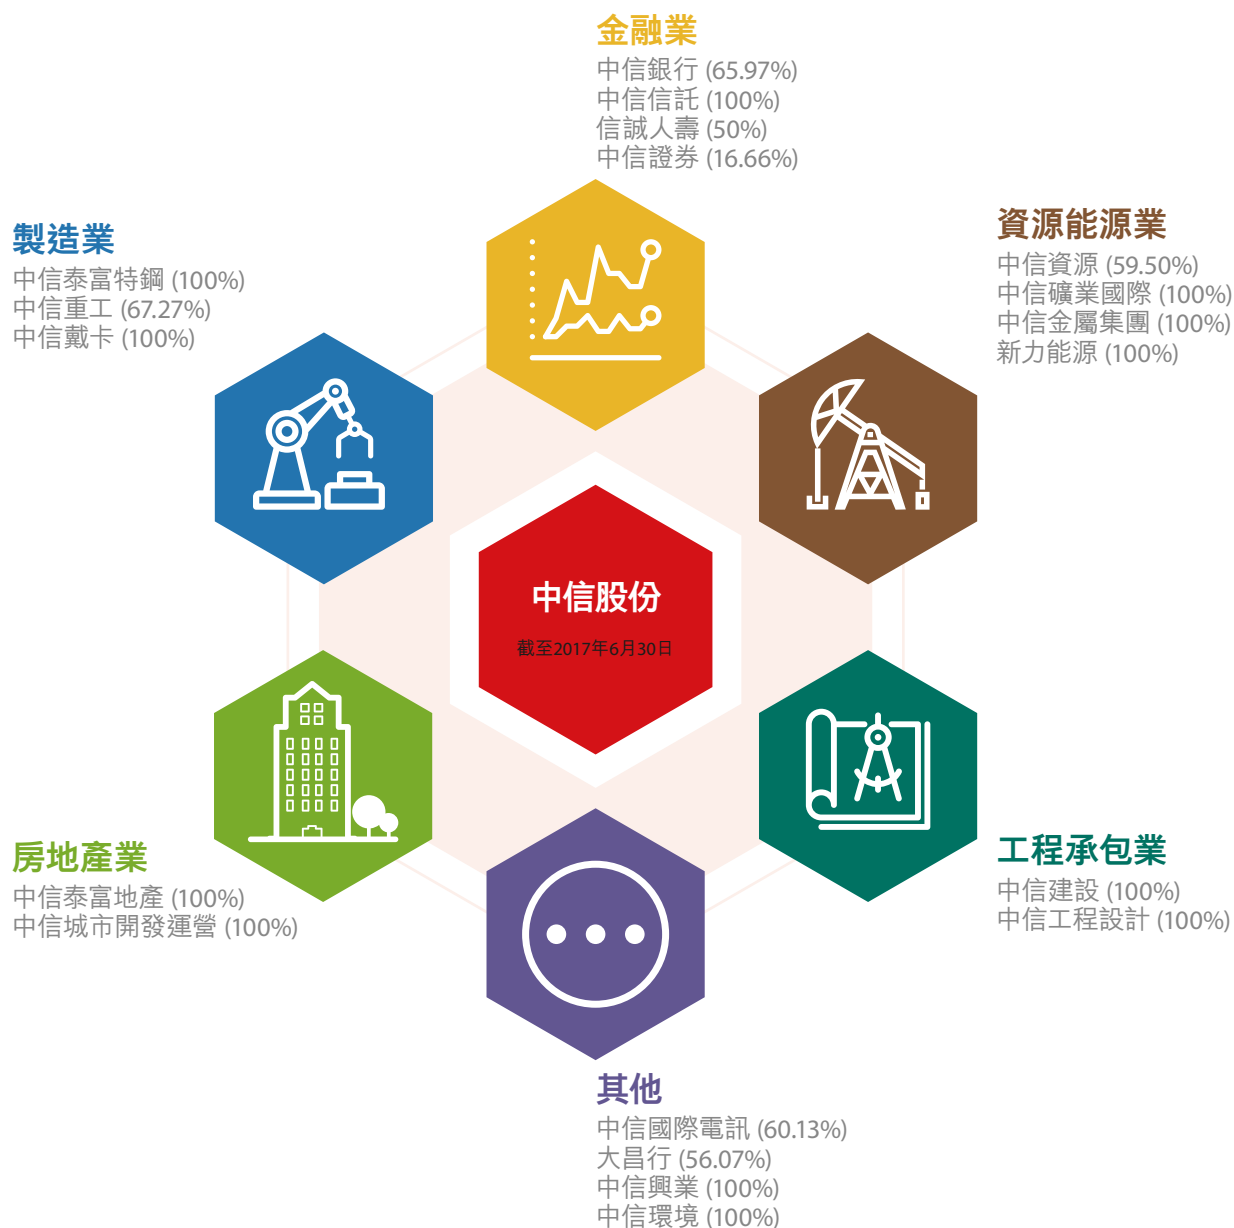 金融業
中信銀行 (65.97%)
中信信託 (100%)
信誠人壽 (50%)
中信證券 (16.66%)
製造業
中信泰富特鋼 (100%)
中信重工 (67.27%)
中信戴卡 (100%)
資源能源業
中信資源 (59.50%)
中信礦業國際 (100%)
中信金屬集團 (100%)
新力能源 (100%)
中信股份
截至2017年6月30日
房地產業
中信泰富地產 (100%)
中信城市開發運營 (100%)
工程承包業
中信建設 (100%)
中信工程設計 (100%)
其他
中信國際電訊 (60.13%)
大昌行 (56.07%)
中信興業 (100%)
中信環境 (100%)